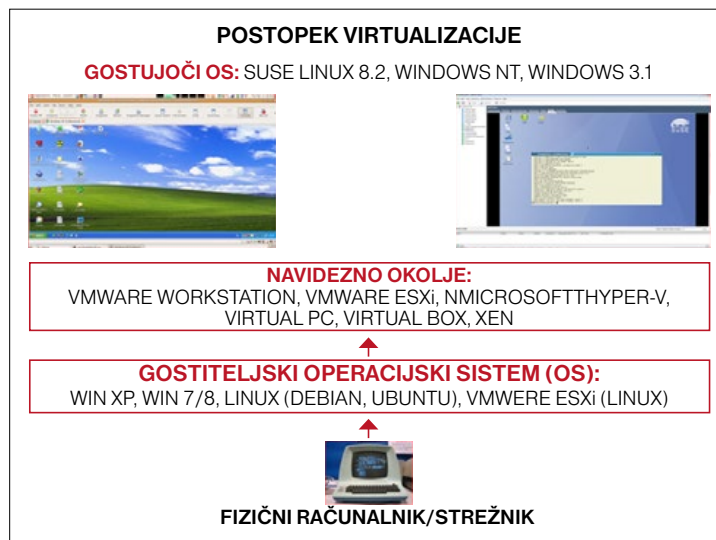 POSTOPEK VIRTUALIZACIJE
GOSTUJOČI OS: SUSE LINUX 8.2, WINDOWS NT, WINDOWS 3.1
NAVIDEZNO OKOLJE:
VMWARE WORKSTATION, VMWARE ESXi, NMICROSOFTTHYPER-V,
VIRTUAL PC, VIRTUAL BOX, XEN
GOSTITELJSKI OPERACIJSKI SISTEM (OS):
WIN XP, WIN 7/8, LINUX (DEBIAN, UBUNTU), VMWERE ESXi (LINUX)
FIZIČNI RAČUNALNIK/STREŽNIK